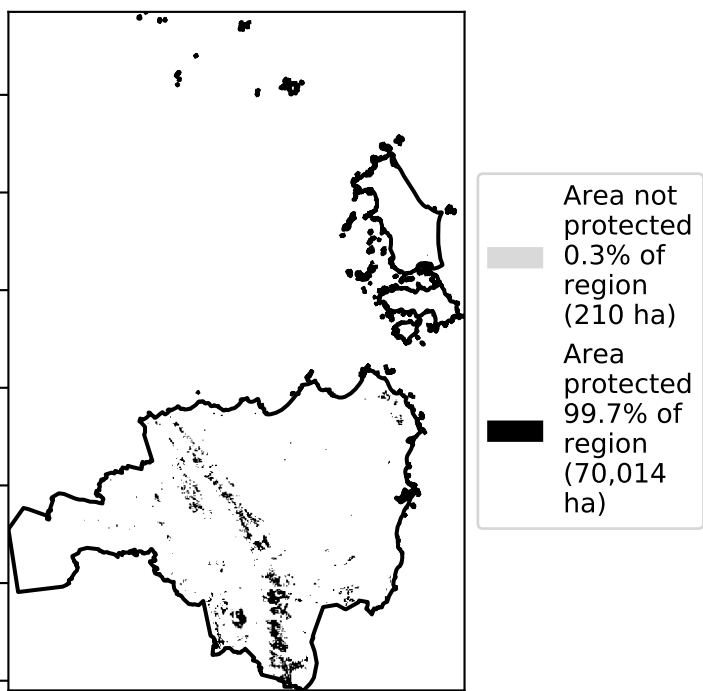 Area not
protected
0.3% of
region
(210 ha)
Area
protected
99.7% of
region
(70,014
ha)